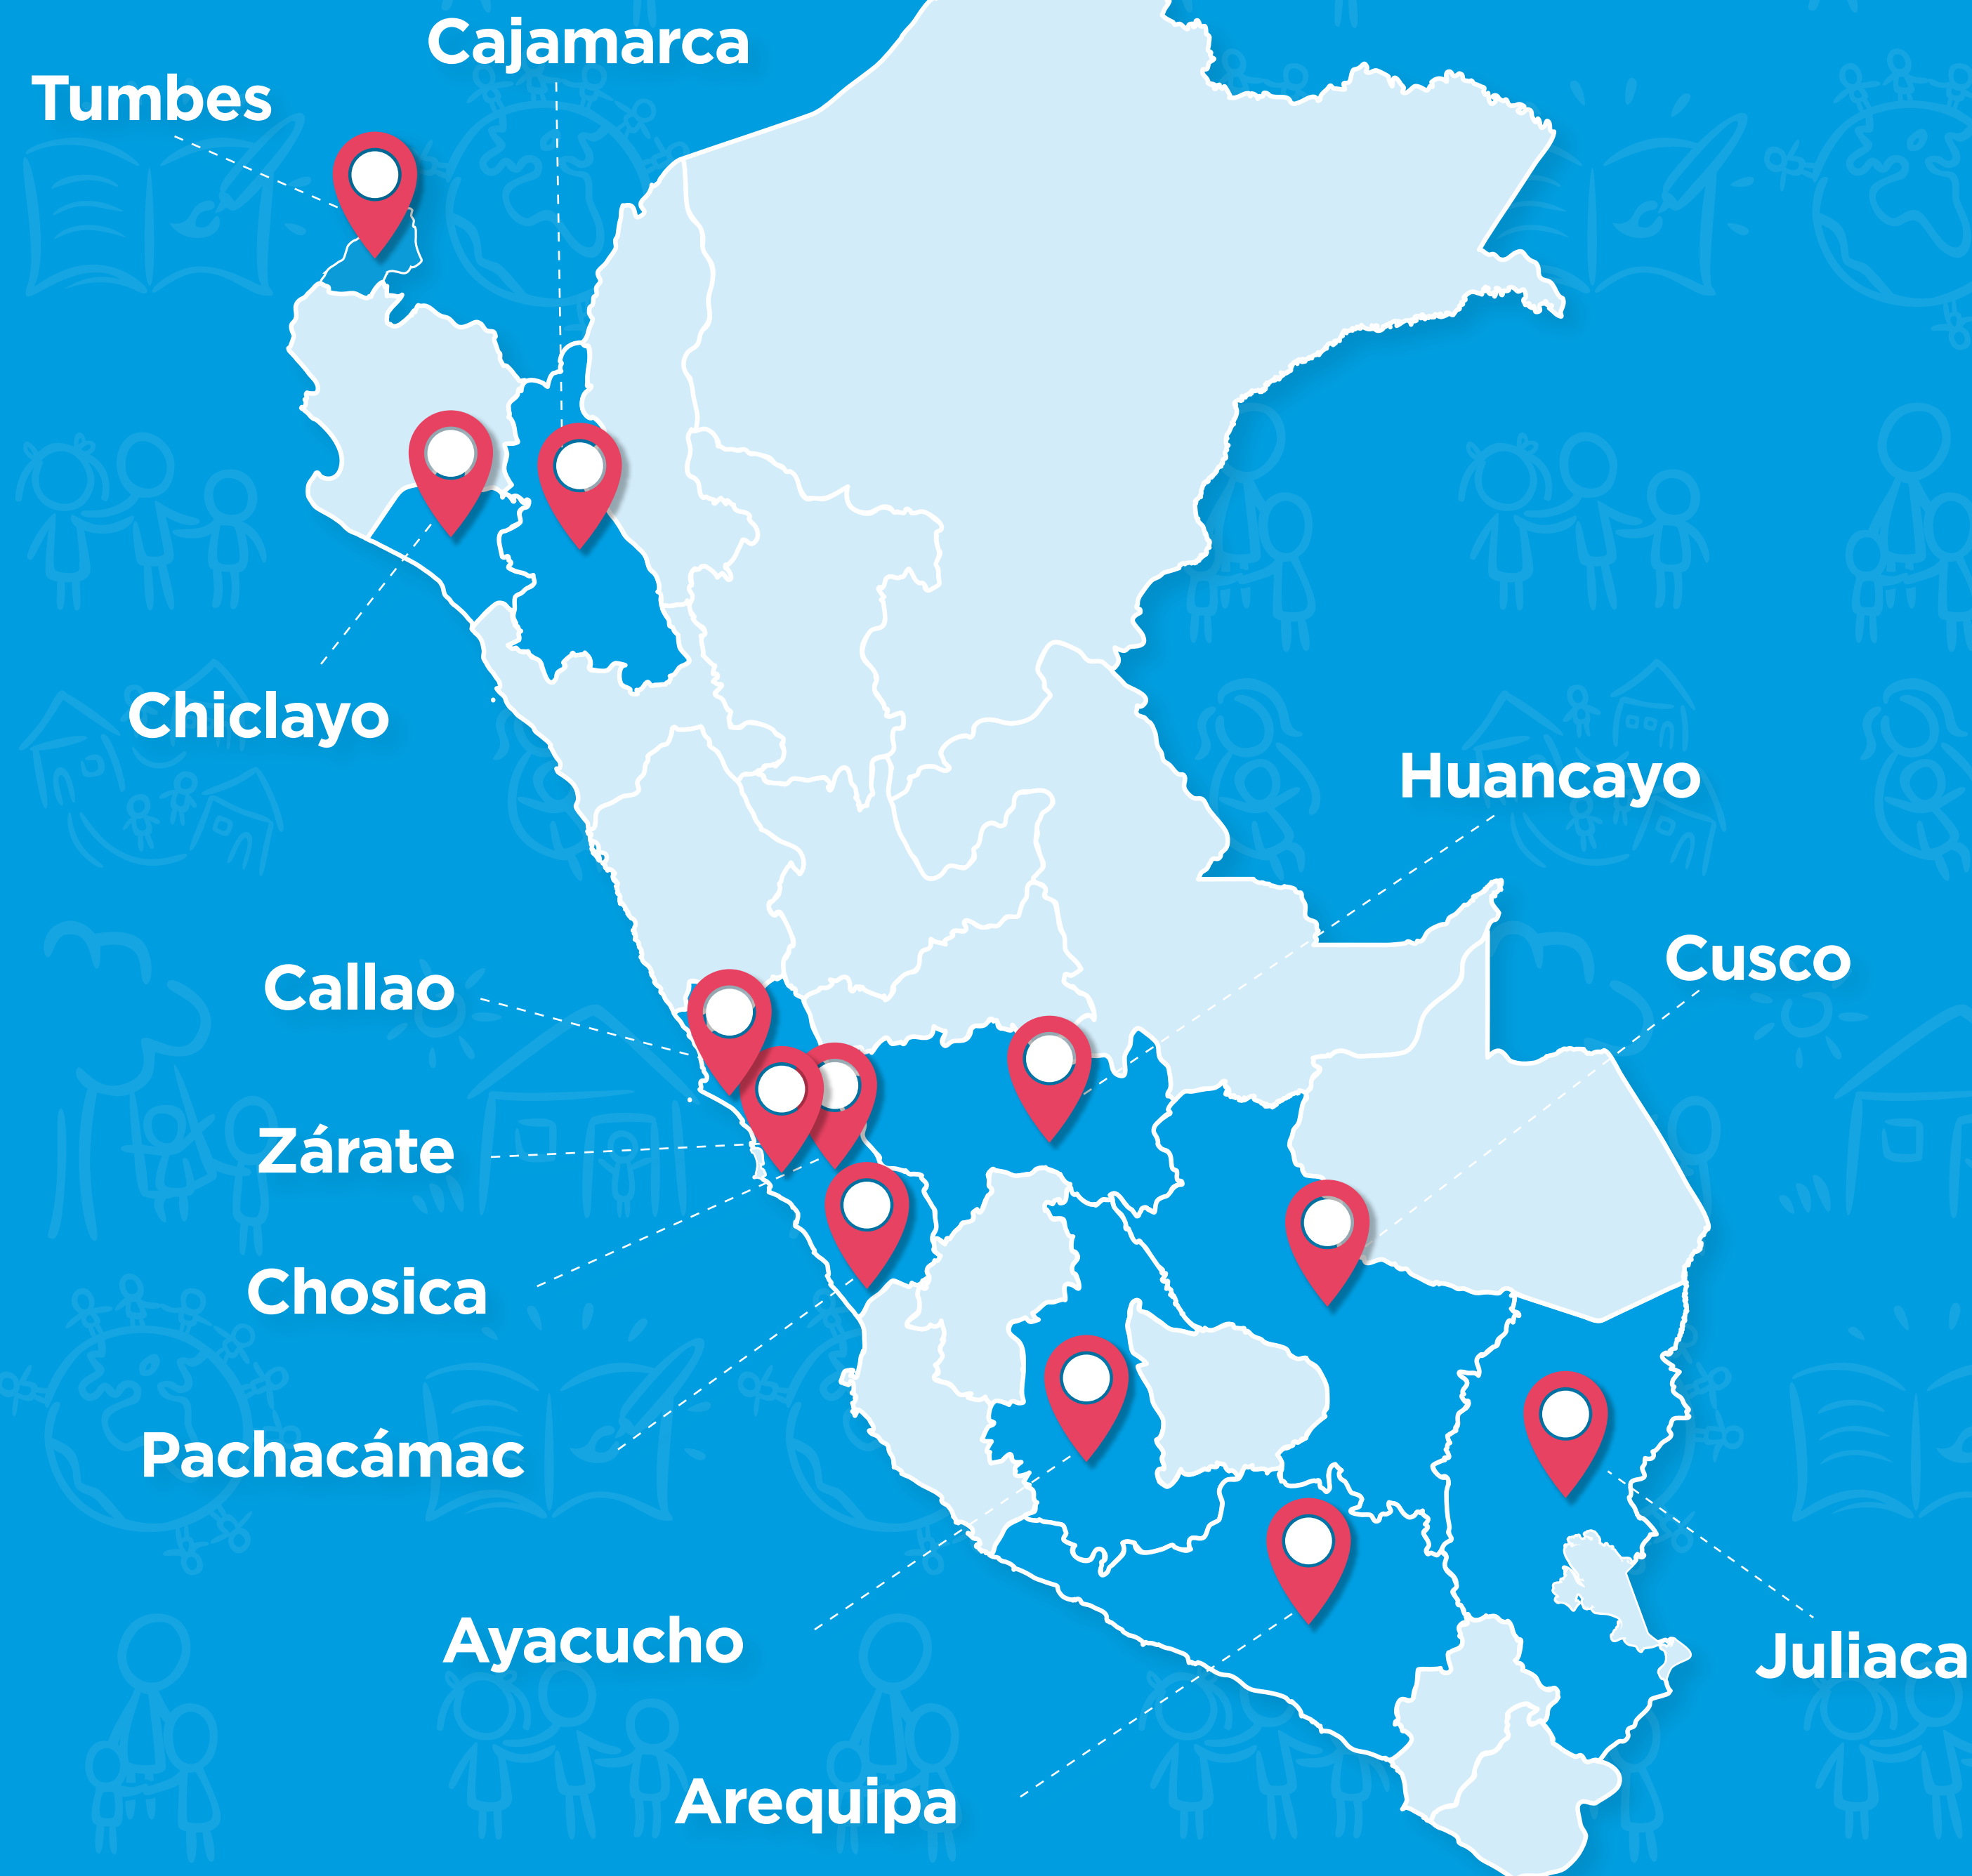 Cajamarca
Tumbes
Chiclayo
Huancayo
Cusco
Callao
Zárate
Chosica
Pachacámac
Ayacucho
Juliaca
Arequipa